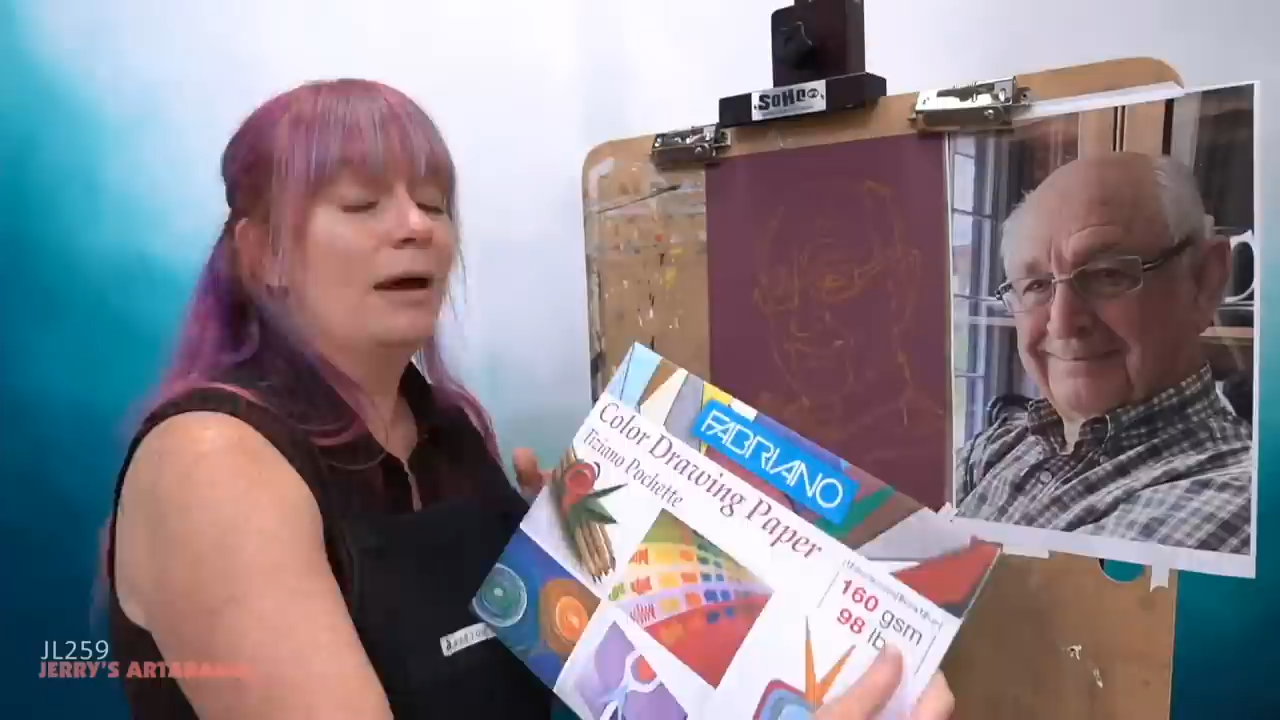 SoHo
FABRIANO
Color Drawing Paper
Tiziano Pochette
160 gsm
98 lb
JL259
JERRY'S ARTARAMA